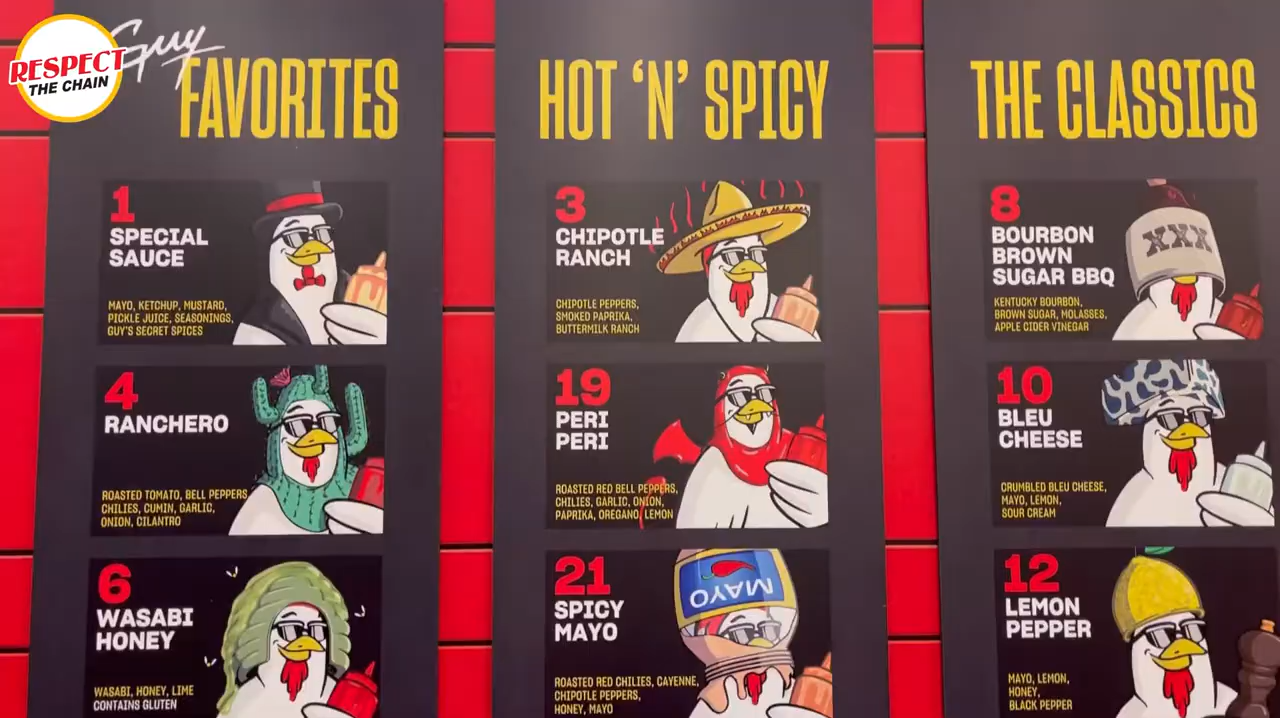 RESPECT
THE CHAIN
Guy
FAVORITES
1
SPECIAL
SAUCE
MAYO, KETCHUP, MUSTARD,
PICKLE JUICE, SEASONINGS,
GUY'S SECRET SPICES
4
RANCHERO
ROASTED TOMATO, BELL PEPPERS
CHILIES, CUMIN, GARLIC,
ONION, CILANTRO
6
WASABI
HONEY
WASABI, HONEY, LIME
CONTAINS GLUTEN
HOT 'N' SPICY
3
CHIPOTLE
RANCH
CHIPOTLE PEPPERS,
SMOKED PAPRIKA,
BUTTERMILK RANCH
19
PERI
PERI
ROASTED RED BELL PEPPERS,
CHILIES, GARLIC, ONION,
PAPRIKA, OREGANO, LEMON
21
SPICY
MAYO
MAYO
ROASTED RED CHILIES, CAYENNE,
CHIPOTLE PEPPERS,
HONEY, MAYO
THE CLASSICS
8
BOURBON
BROWN
SUGAR BBQ
XXX
KENTUCKY BOURBON,
BROWN SUGAR, MOLASSES,
APPLE CIDER VINEGAR
10
BLEU
CHEESE
CRUMBLED BLEU CHEESE,
MAYO, LEMON,
SOUR CREAM
12
LEMON
PEPPER
MAYO, LEMON,
HONEY,
BLACK PEPPER